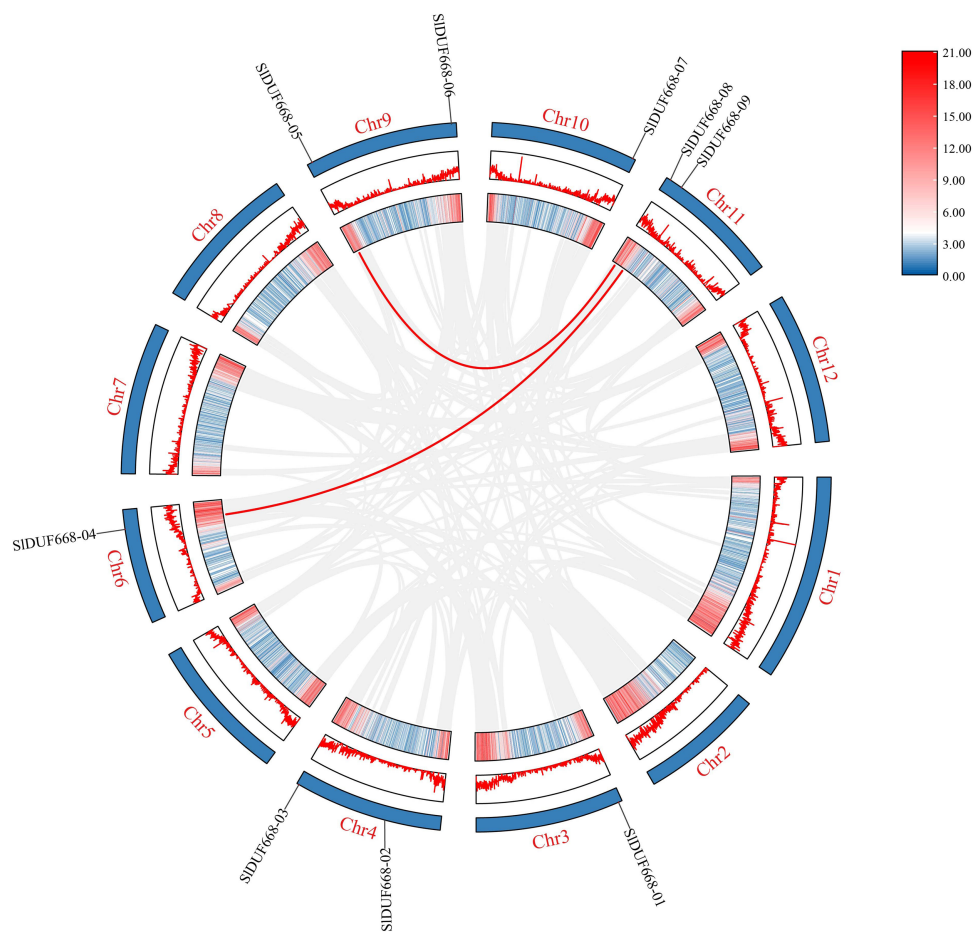 SlDUF668-06
SlDUF668-05
SlDUF668-07
SlDUF668-08
SlDUF668-09
Chr9
Chr10
Chr11
Chr8
Chr12
Chr7
SlDUF668-04
Chr6
Chr1
Chr5
Chr2
Chr4
Chr3
SlDUF668-03
SlDUF668-02
SlDUF668-01
21.00
18.00
15.00
12.00
9.00
6.00
3.00
0.00